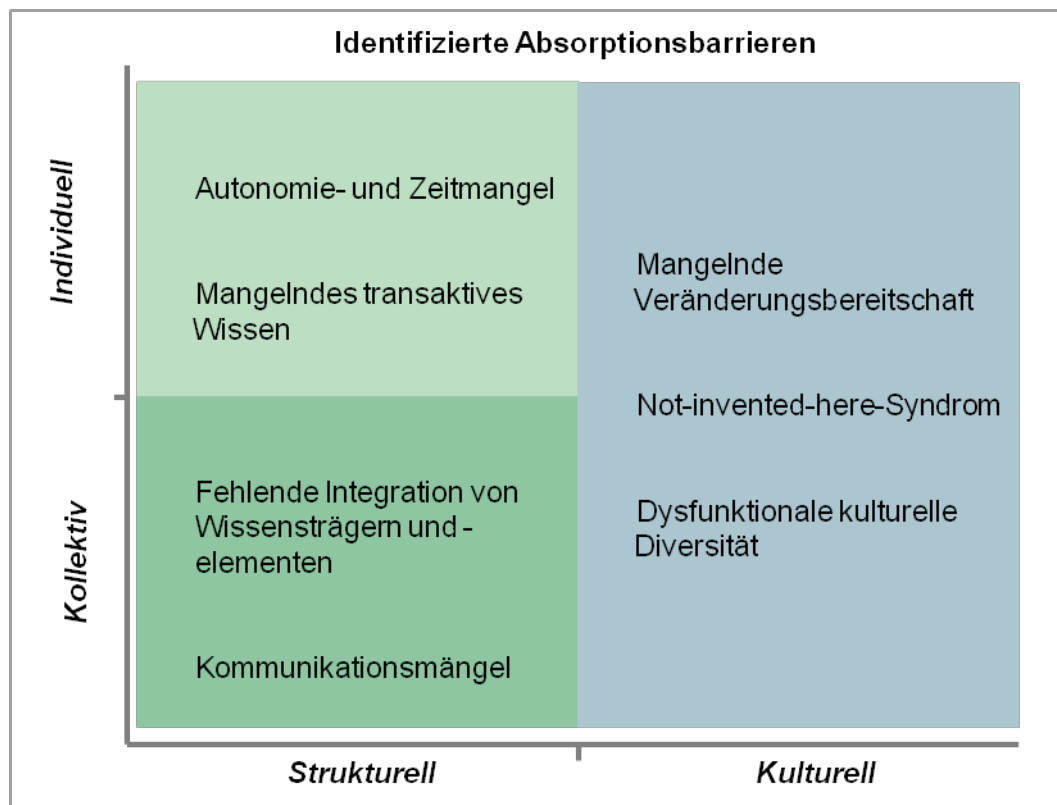 Identifizierte Absorptionsbarrieren
Individuell
Autonomie- und Zeitmangel
Mangelndes transaktives
Wissen
Mangelnde
Veränderungsbereitschaft
Not-invented-here-Syndrom
Kollektiv
Fehlende Integration von
Wissensträgern und -
elementen
Kommunikationsmängel
Dysfunktionale kulturelle
Diversität
Strukturell
Kulturell